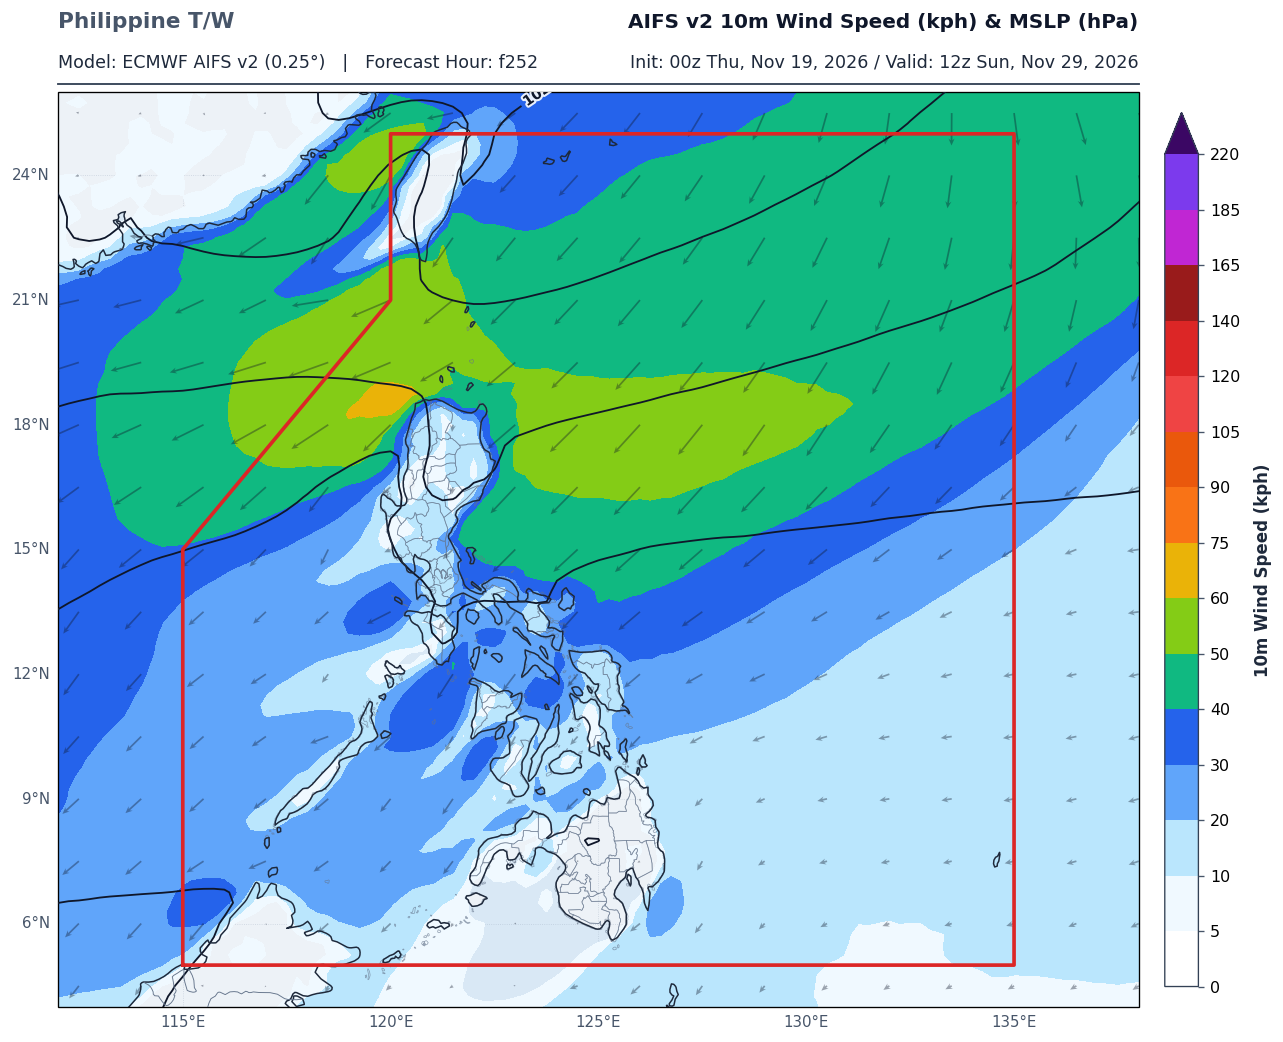 Philippine T/W
AIFS v2 10m Wind Speed (kph) & MSLP (hPa)
Model: ECMWF AIFS v2 (0.25°) | Forecast Hour: f252
Init: 00z Thu, Nov 19, 2026 / Valid: 12z Sun, Nov 29, 2026
24°N
21°N
18°N
15°N
12°N
9°N
6°N
115°E
120°E
125°E
130°E
135°E
220
185
165
140
120
105
90
75
60
50
40
30
20
10
5
0
10m Wind Speed (kph)